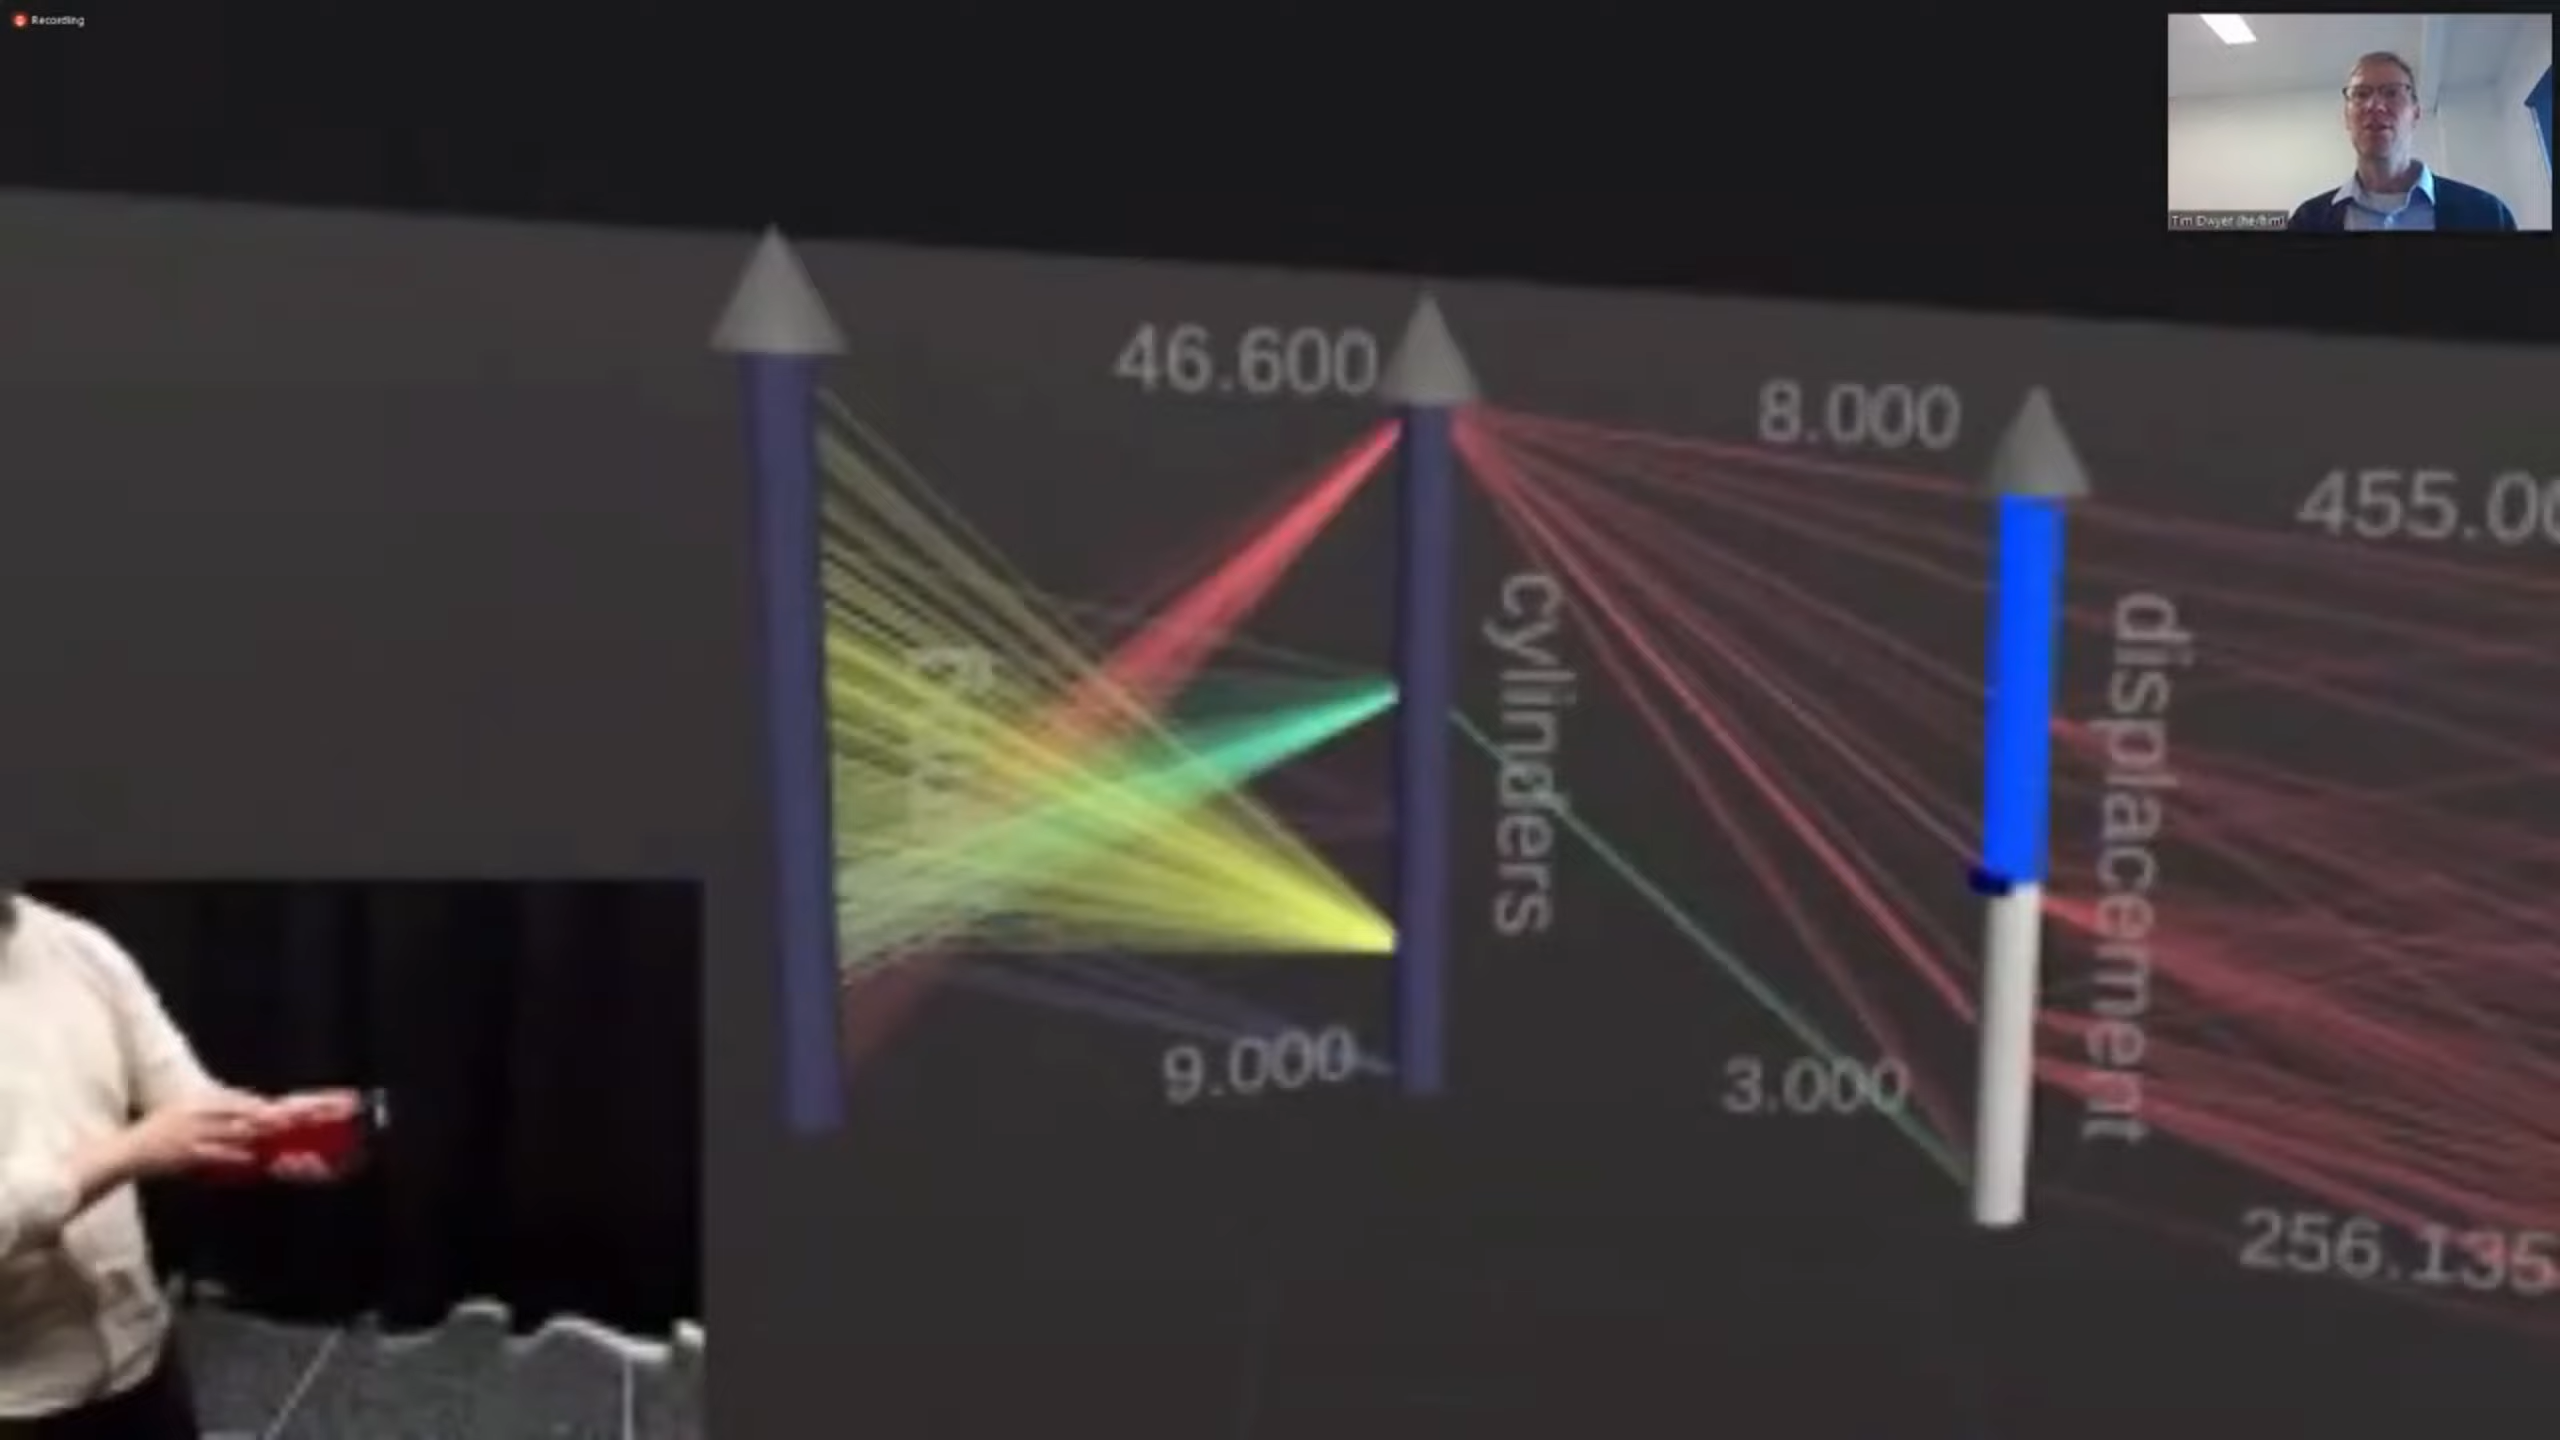 Recording
Tim Dwyer (he/him)
46.600
8.000
455.00
cylinders
displacement
9.000
3.000
256.135